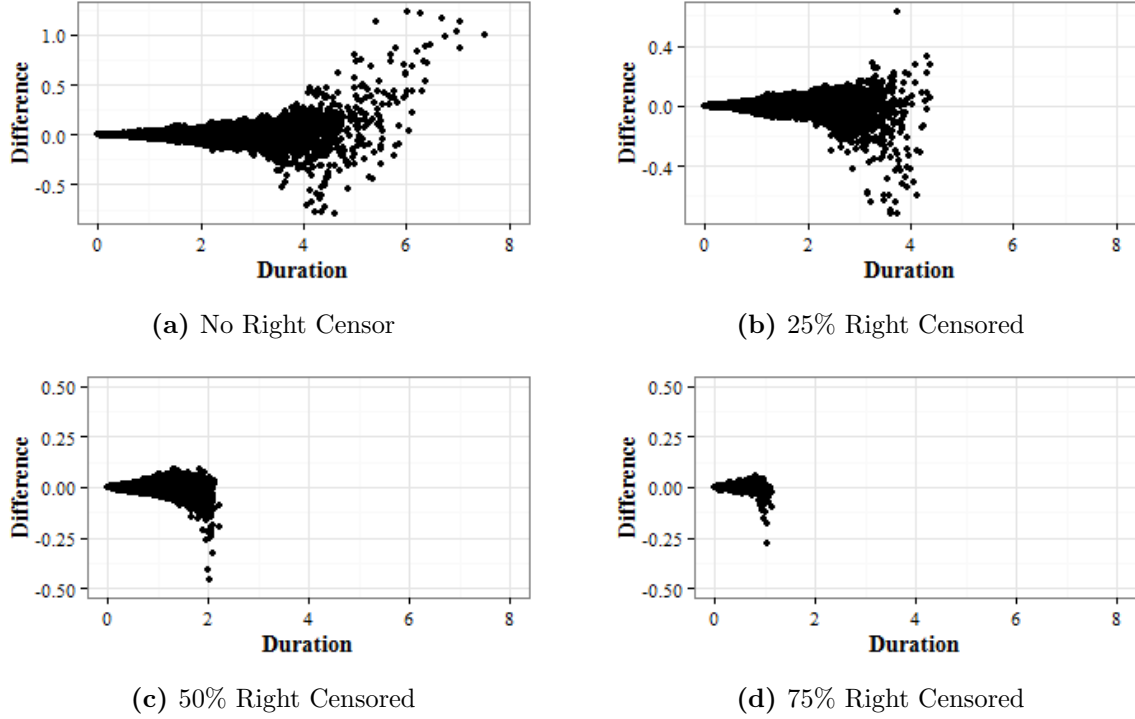 Difference
1.0
0.5
0.0
-0.5
0 2 4 6 8
Duration
(a) No Right Censor
Difference
0.4
0.0
-0.4
0 2 4 6 8
Duration
(b) 25% Right Censored
Difference
0.50
0.25
0.00
-0.25
-0.50
0 2 4 6 8
Duration
(c) 50% Right Censored
Difference
0.50
0.25
0.00
-0.25
-0.50
0 2 4 6 8
Duration
(d) 75% Right Censored